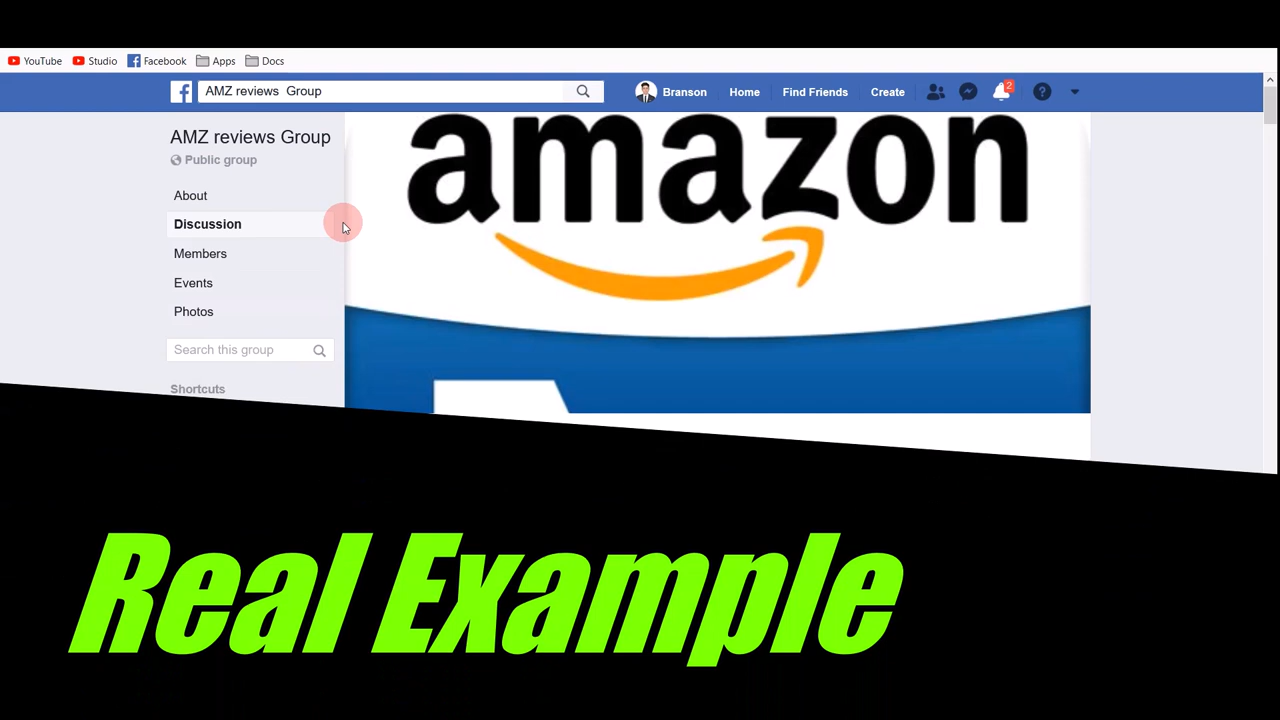 YouTube Studio Facebook Apps Docs
AMZ reviews Group
Branson Home Find Friends Create 2 ?
AMZ reviews Group
Public group
About
Discussion
Members
Events
Photos
Search this group
Shortcuts
amazon
Real Example